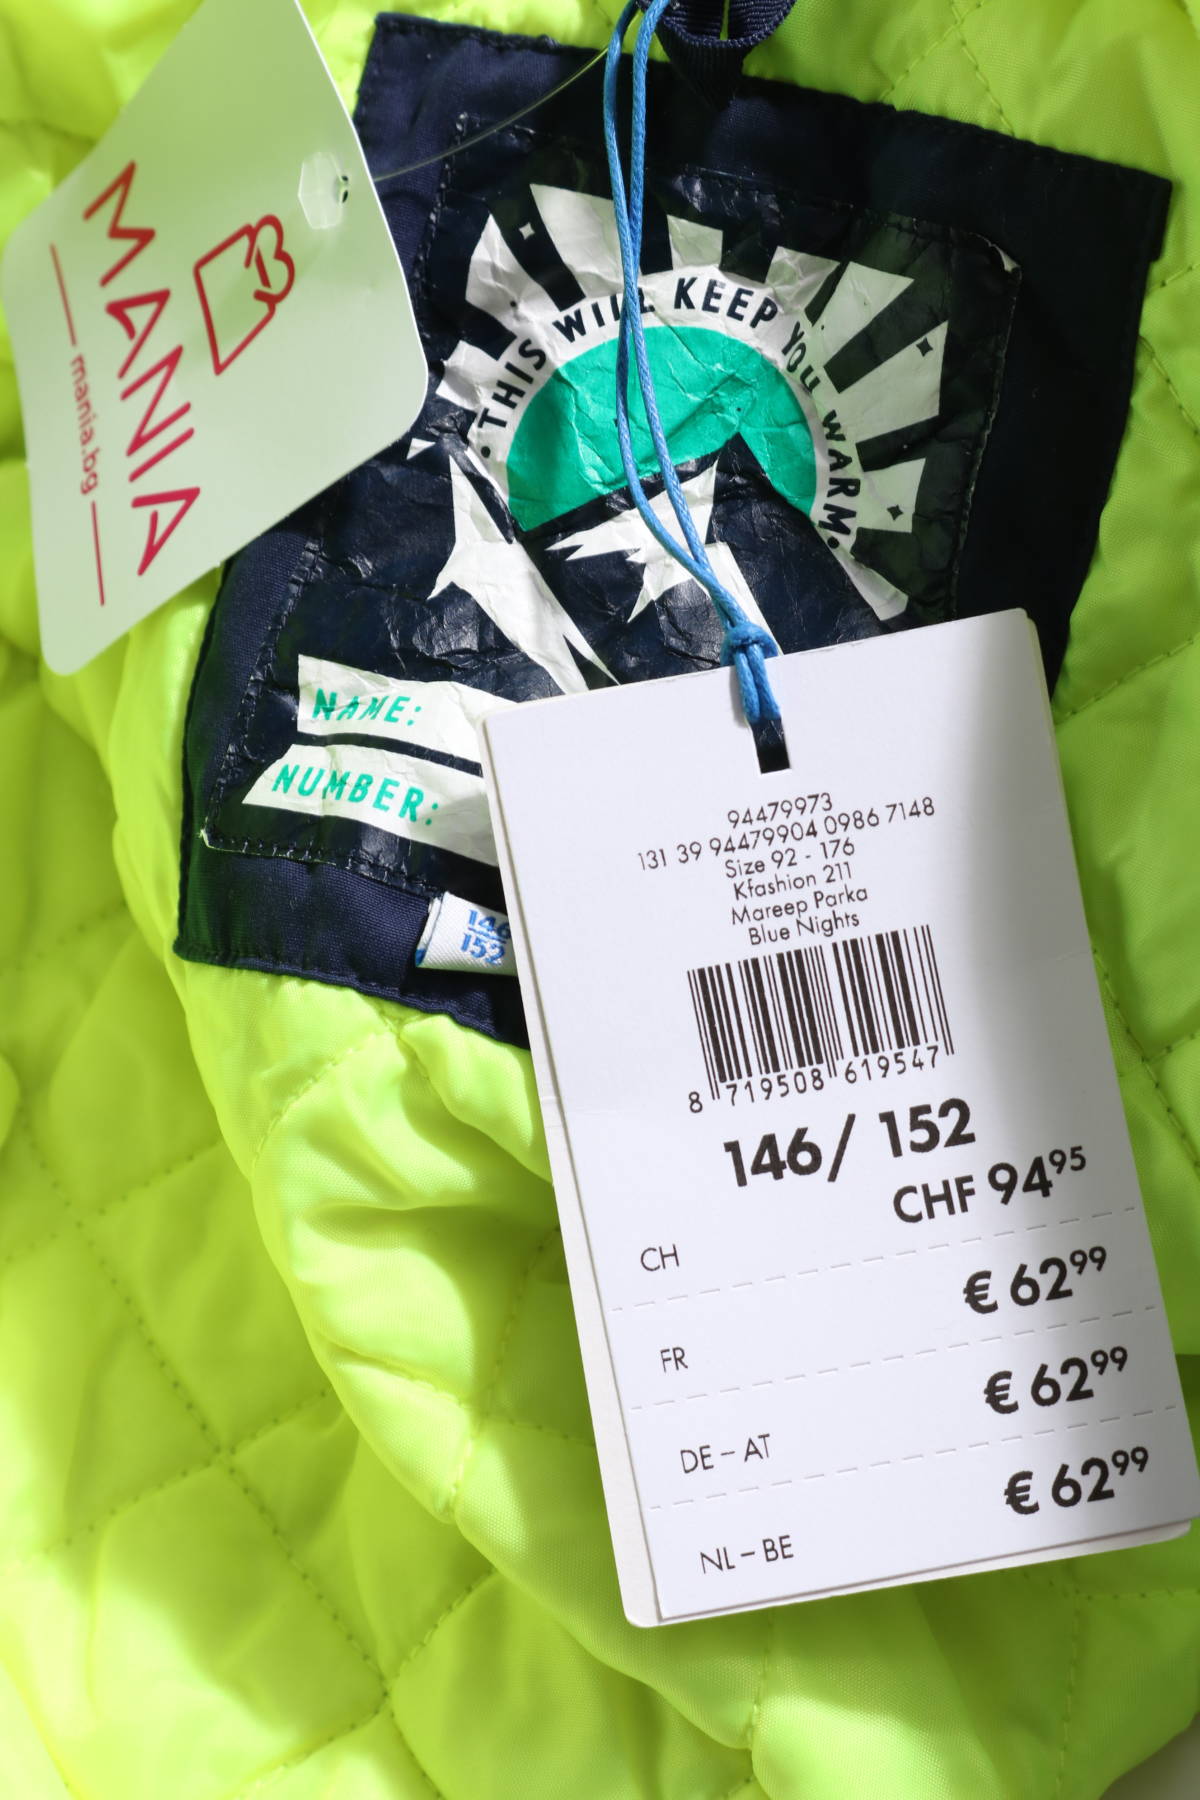 MANIA
mania.bg
THIS WILL KEEP YOU WARM.
NAME:
NUMBER:
146
152
94479973
131 39 94479904 0986 7148
Size 92 - 176
Kfashion 211
Mareep Parka
Blue Nights
8 719508 619547
146/ 152
CHF 94⁹⁵
CH
€ 62⁹⁹
FR
€ 62⁹⁹
DE – AT
€ 62⁹⁹
NL – BE